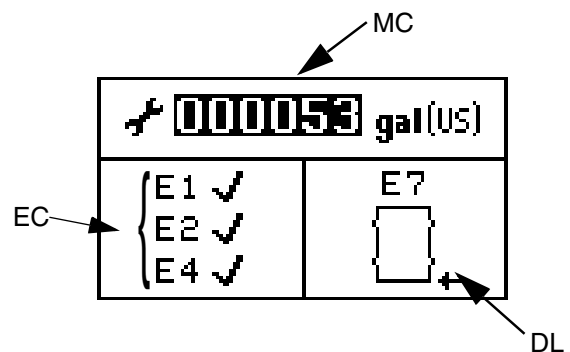 MC
000053 gal(US)
E1 ✓ E7
EC
E2 ✓
E4 ✓
DL